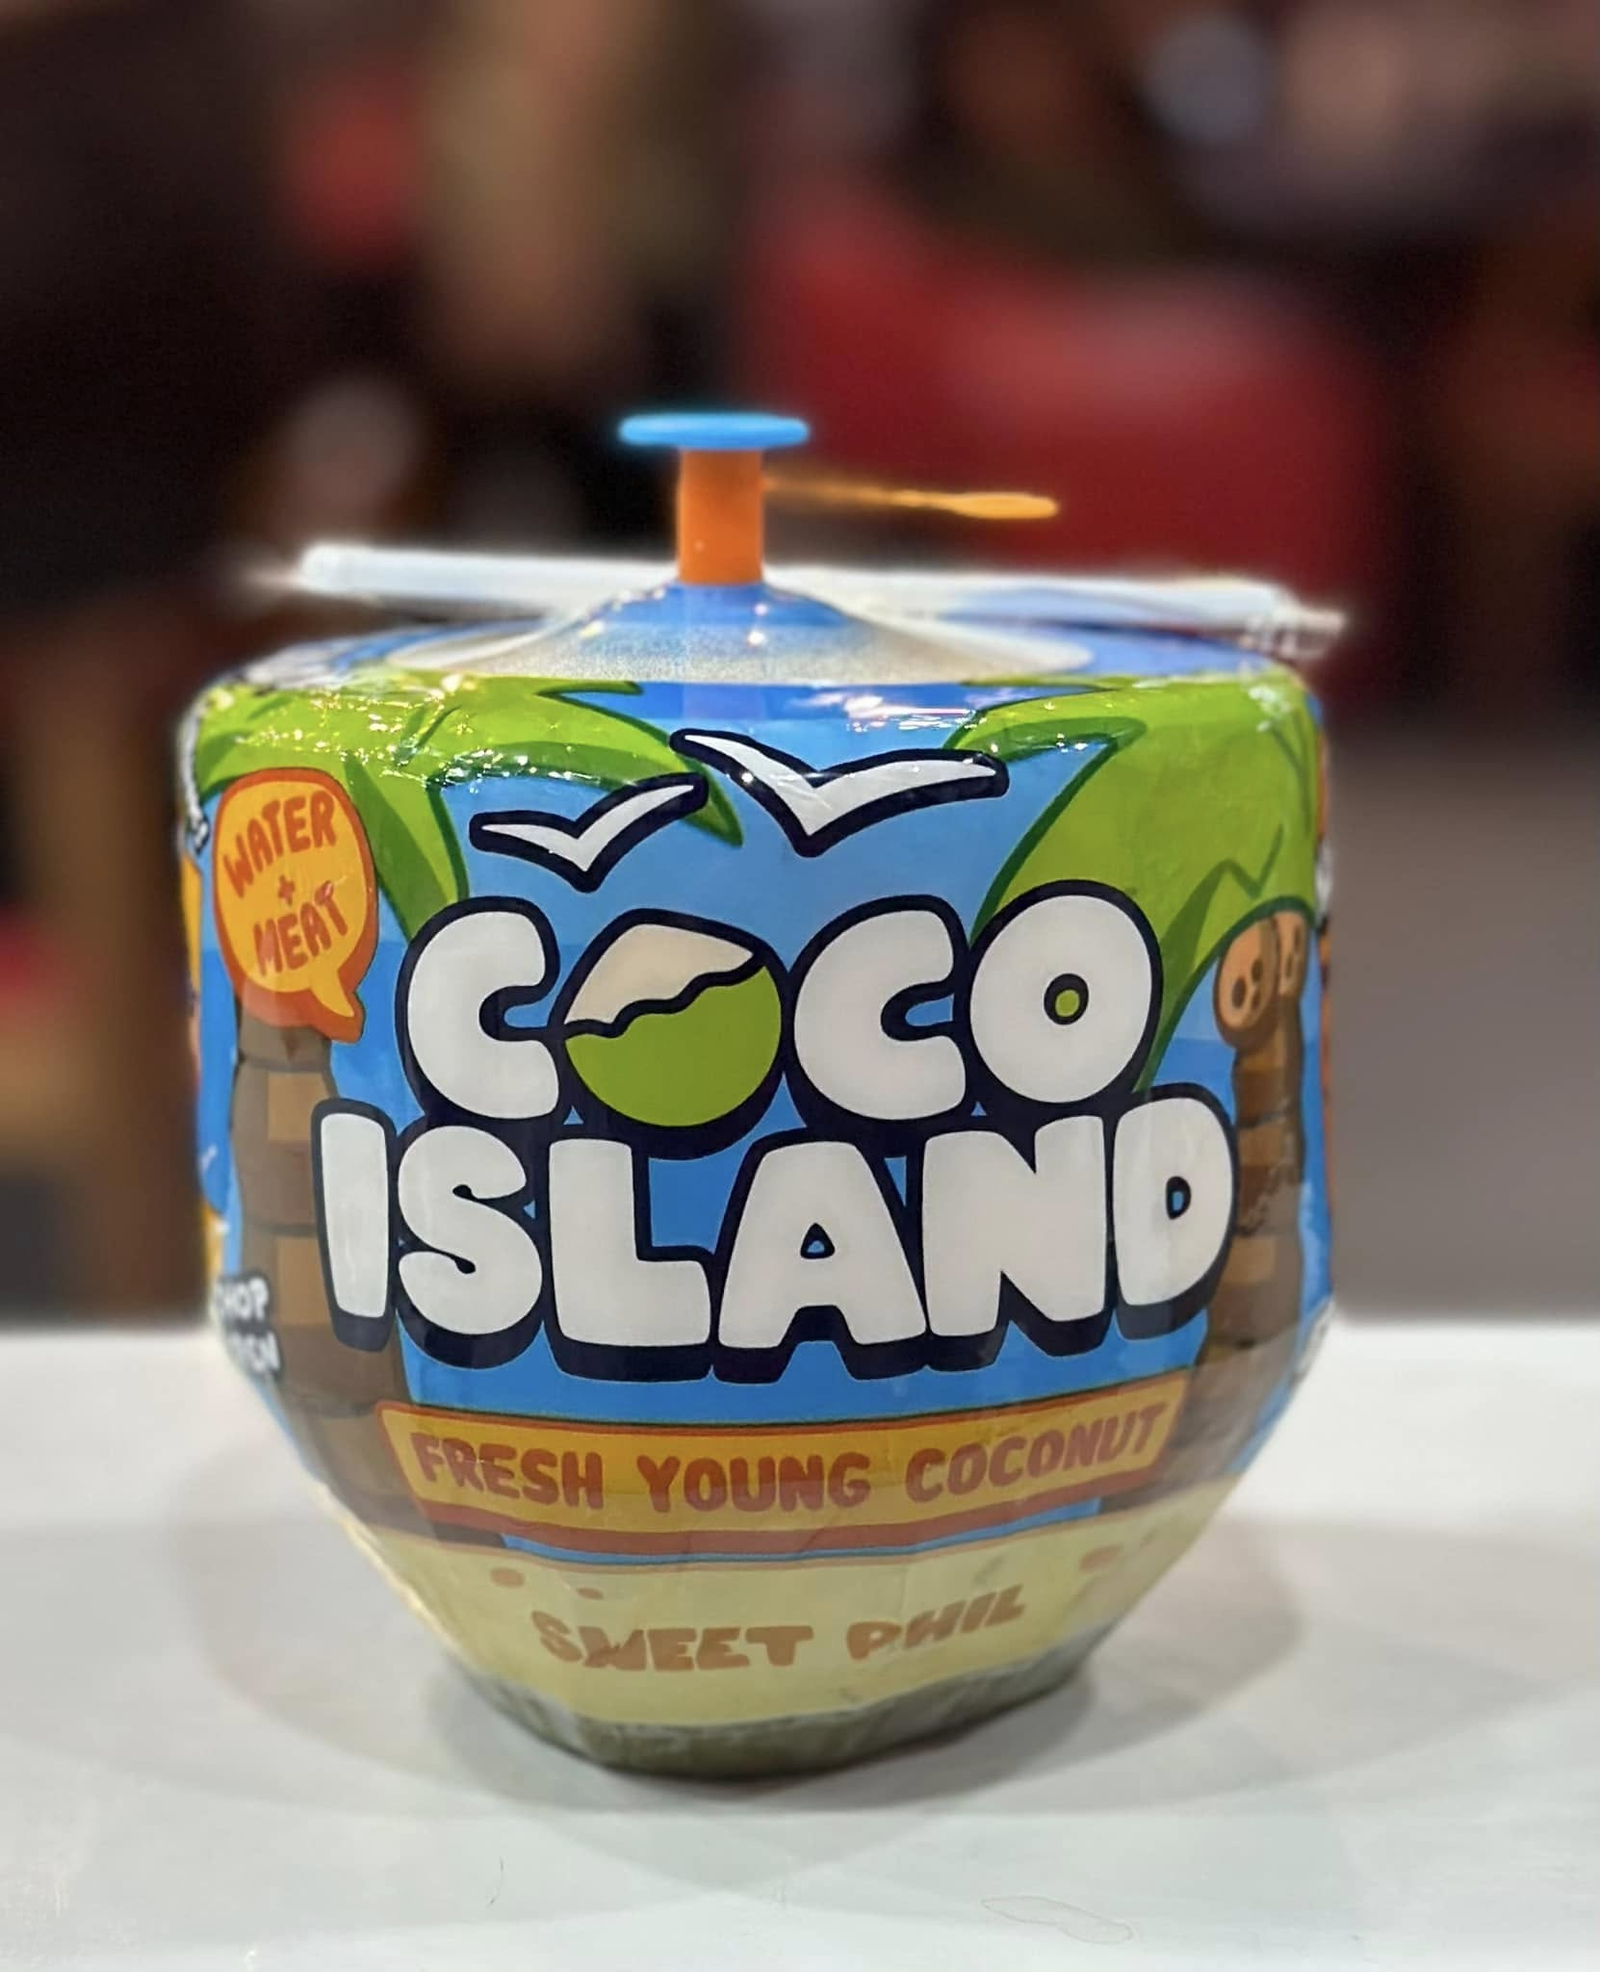 WATER
+
MEAT
COCO
ISLAND
FRESH YOUNG COCONUT
SWEET PHIL